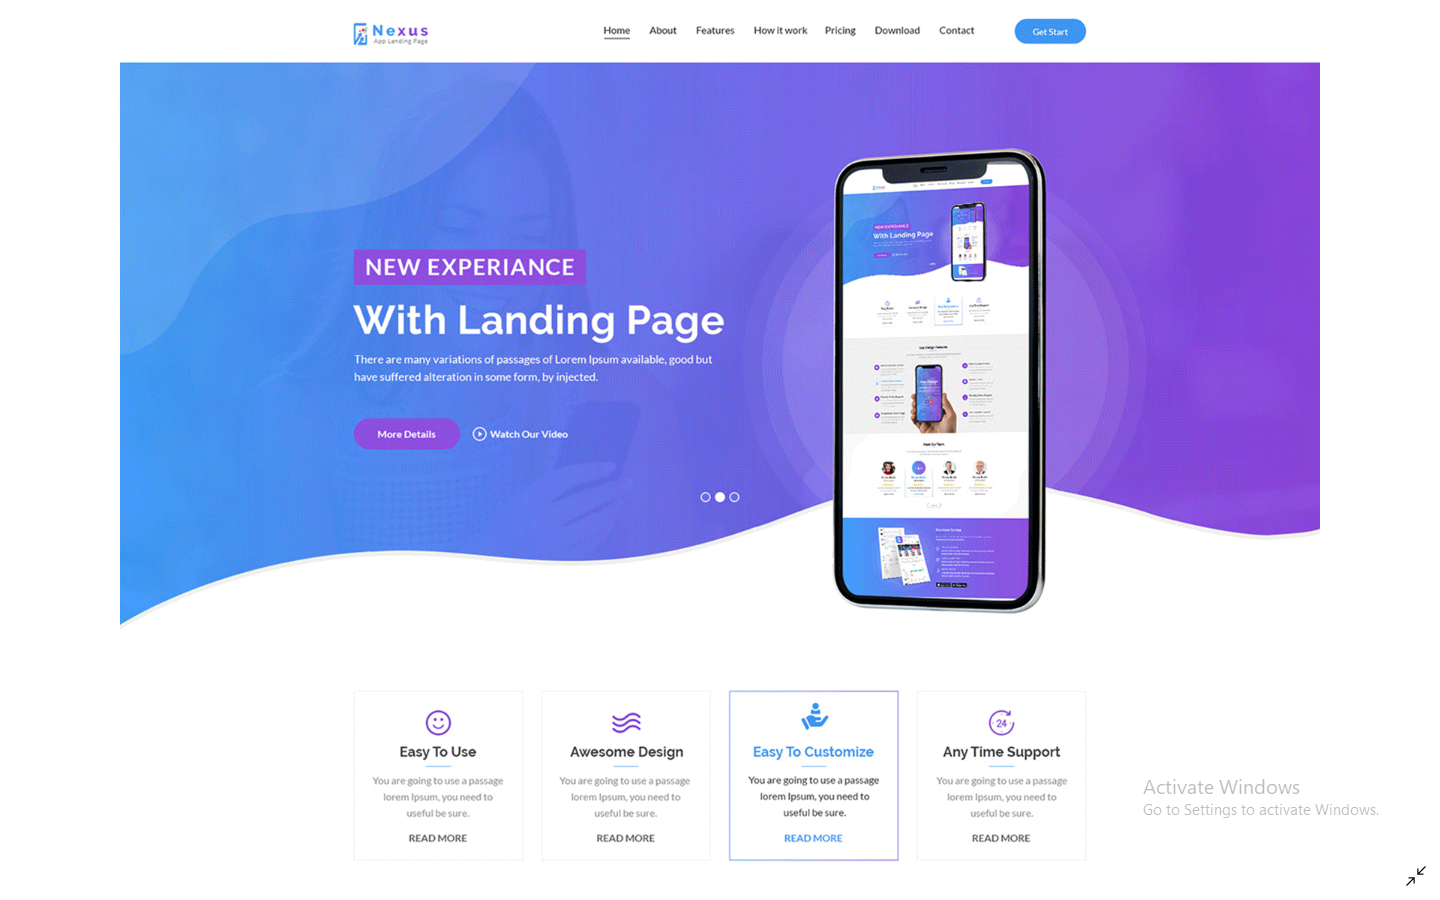 Nexus
App Landing Page
Home About Features How it work Pricing Download Contact Get Start
NEW EXPERIANCE
With Landing Page
There are many variations of passages of Lorem Ipsum available, good but
have suffered alteration in some form, by injected.
More Details Watch Our Video
NEW EXPERIANCE
With Landing Page
Easy To Use
You are going to use a passage
lorem Ipsum, you need to
useful be sure.
READ MORE
Awesome Design
You are going to use a passage
lorem Ipsum, you need to
useful be sure.
READ MORE
Easy To Customize
You are going to use a passage
lorem Ipsum, you need to
useful be sure.
READ MORE
24
Any Time Support
You are going to use a passage
lorem Ipsum, you need to
useful be sure.
READ MORE
Activate Windows
Go to Settings to activate Windows.